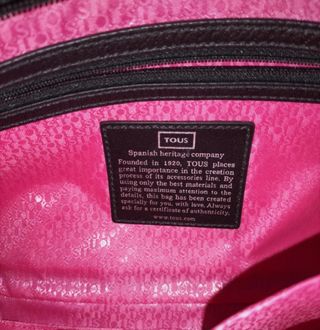 TOUS
Spanish heritage company
Founded in 1920, TOUS places
great importance in the creation
process of its accessories line. By
using only the best materials and
paying maximum attention to the
details, this bag has been created
specially for you, with love. Always
ask for a certificate of authenticity.
www.tous.com